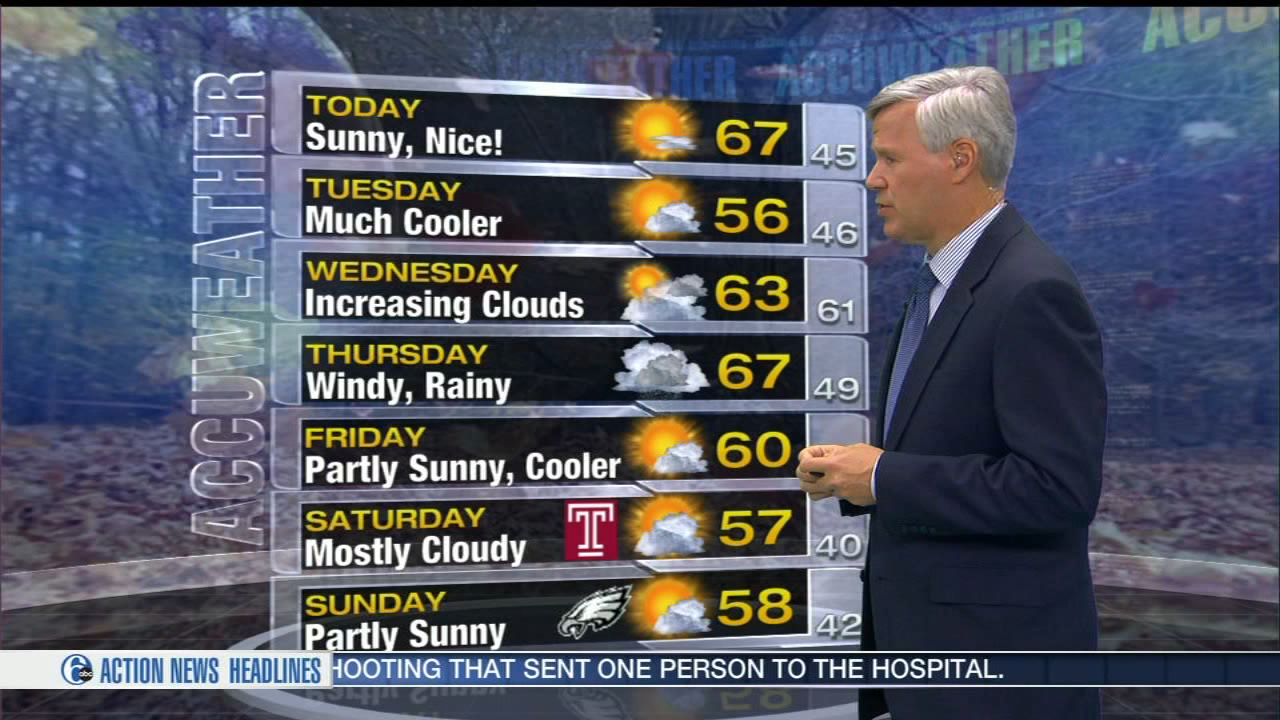 ACCUWEATHER
ACCUWEATHER
TODAY
Sunny, Nice!
67
45
TUESDAY
Much Cooler
56
46
WEDNESDAY
Increasing Clouds
63
61
THURSDAY
Windy, Rainy
67
49
FRIDAY
Partly Sunny, Cooler
60
SATURDAY
Mostly Cloudy
T
57
40
SUNDAY
Partly Sunny
58
42
6 abc ACTION NEWS HEADLINES HOOTING THAT SENT ONE PERSON TO THE HOSPITAL.